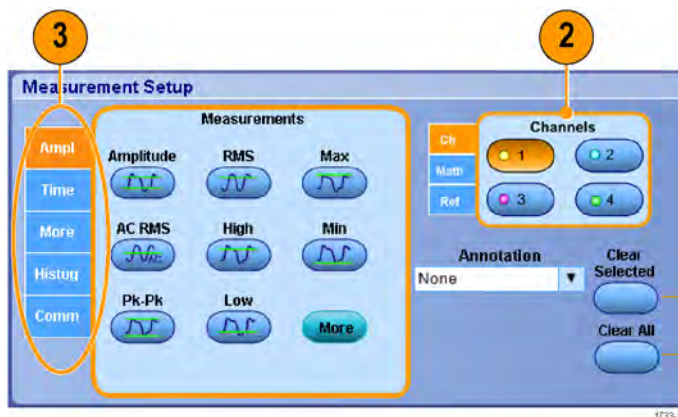 3
2
Measurement Setup
Measurements
Ampl
Time
More
Histog
Comm
Amplitude
RMS
Max
AC RMS
High
Min
Pk-Pk
Low
More
Ch
Math
Ref
Channels
1
2
3
4
Annotation
None
Clear
Selected
Clear All